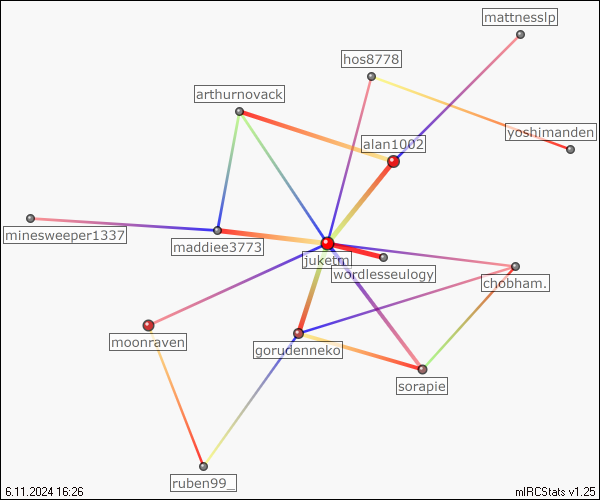 mattnesslp
hos8778
arthurnovack
yoshimanden
alan1002
minesweeper1337
maddiee3773
juketm
wordlesseulogy
chobham.
moonraven
gorudenneko
sorapie
ruben99_
6.11.2024 16:26
mIRCStats v1.25